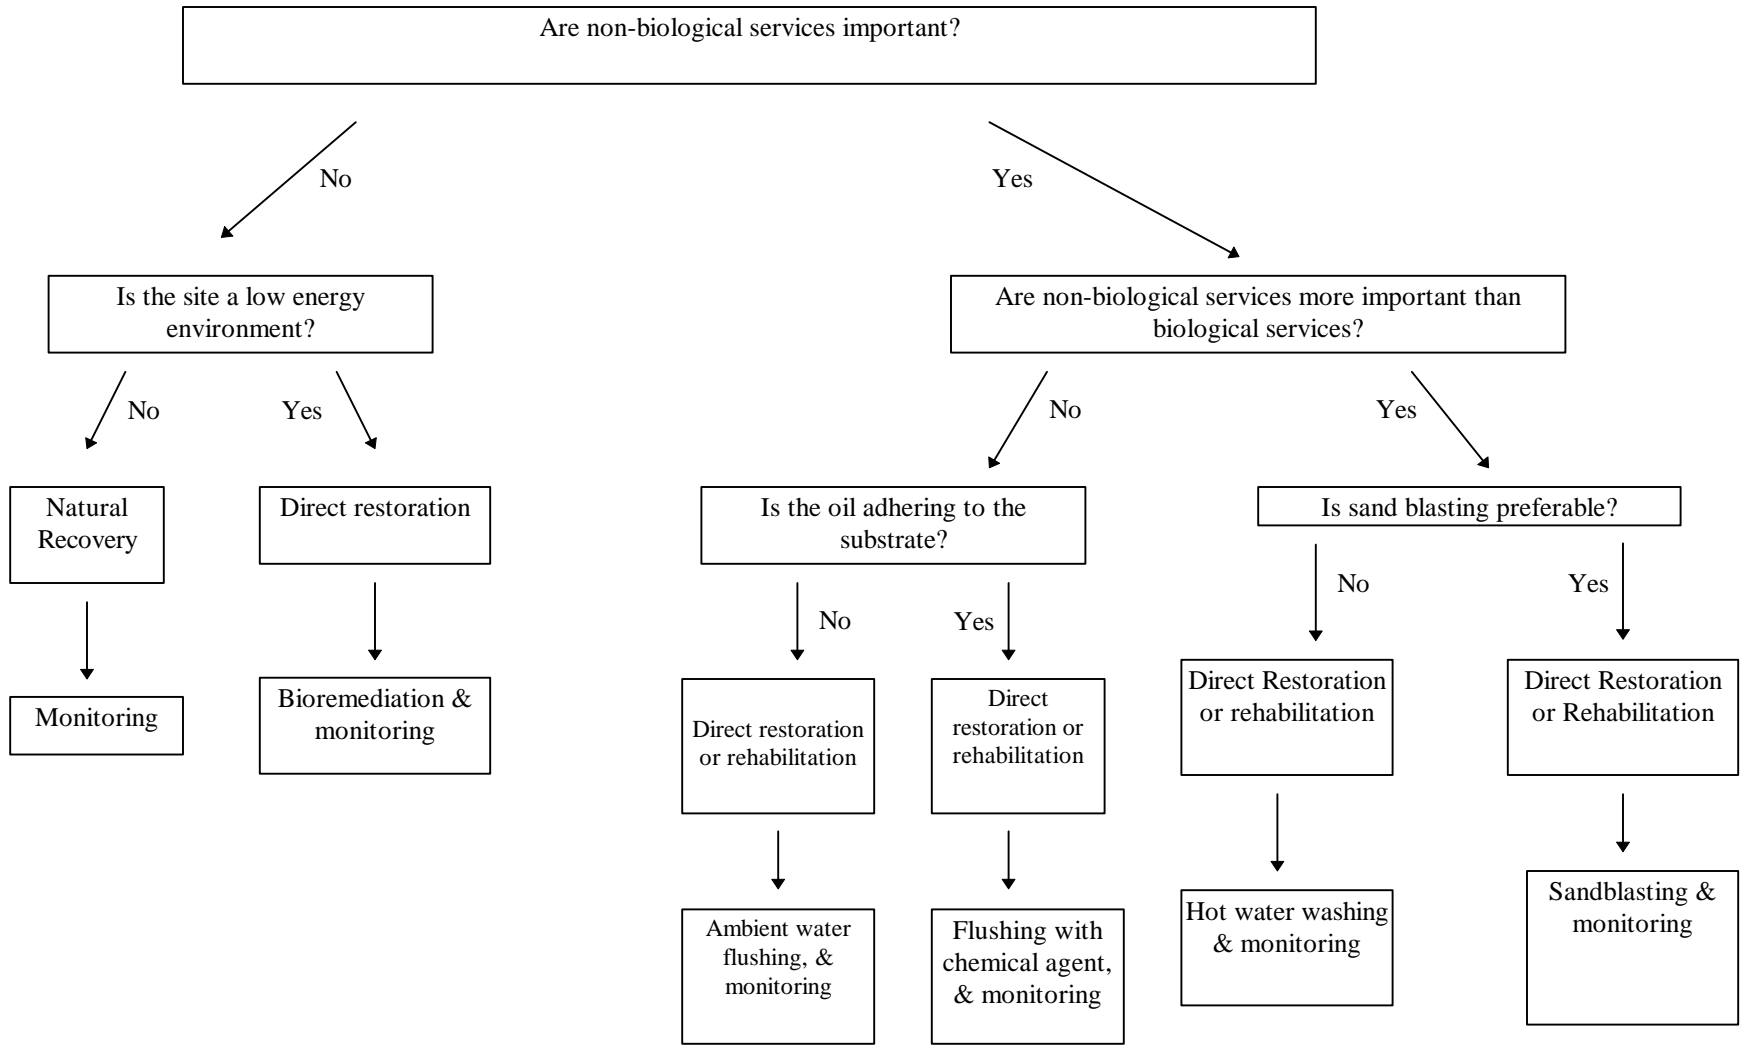 Are non-biological services important?
No
Yes
Is the site a low energy
environment?
Are non-biological services more important than
biological services?
No
Yes
No
Yes
Natural
Recovery
Direct restoration
Is the oil adhering to the
substrate?
Is sand blasting preferable?
No
Yes
No
Yes
Monitoring
Bioremediation &
monitoring
Direct restoration
or rehabilitation
Direct
restoration or
rehabilitation
Direct Restoration
or rehabilitation
Direct Restoration
or Rehabilitation
Ambient water
flushing, &
monitoring
Flushing with
chemical agent,
& monitoring
Hot water washing
& monitoring
Sandblasting &
monitoring